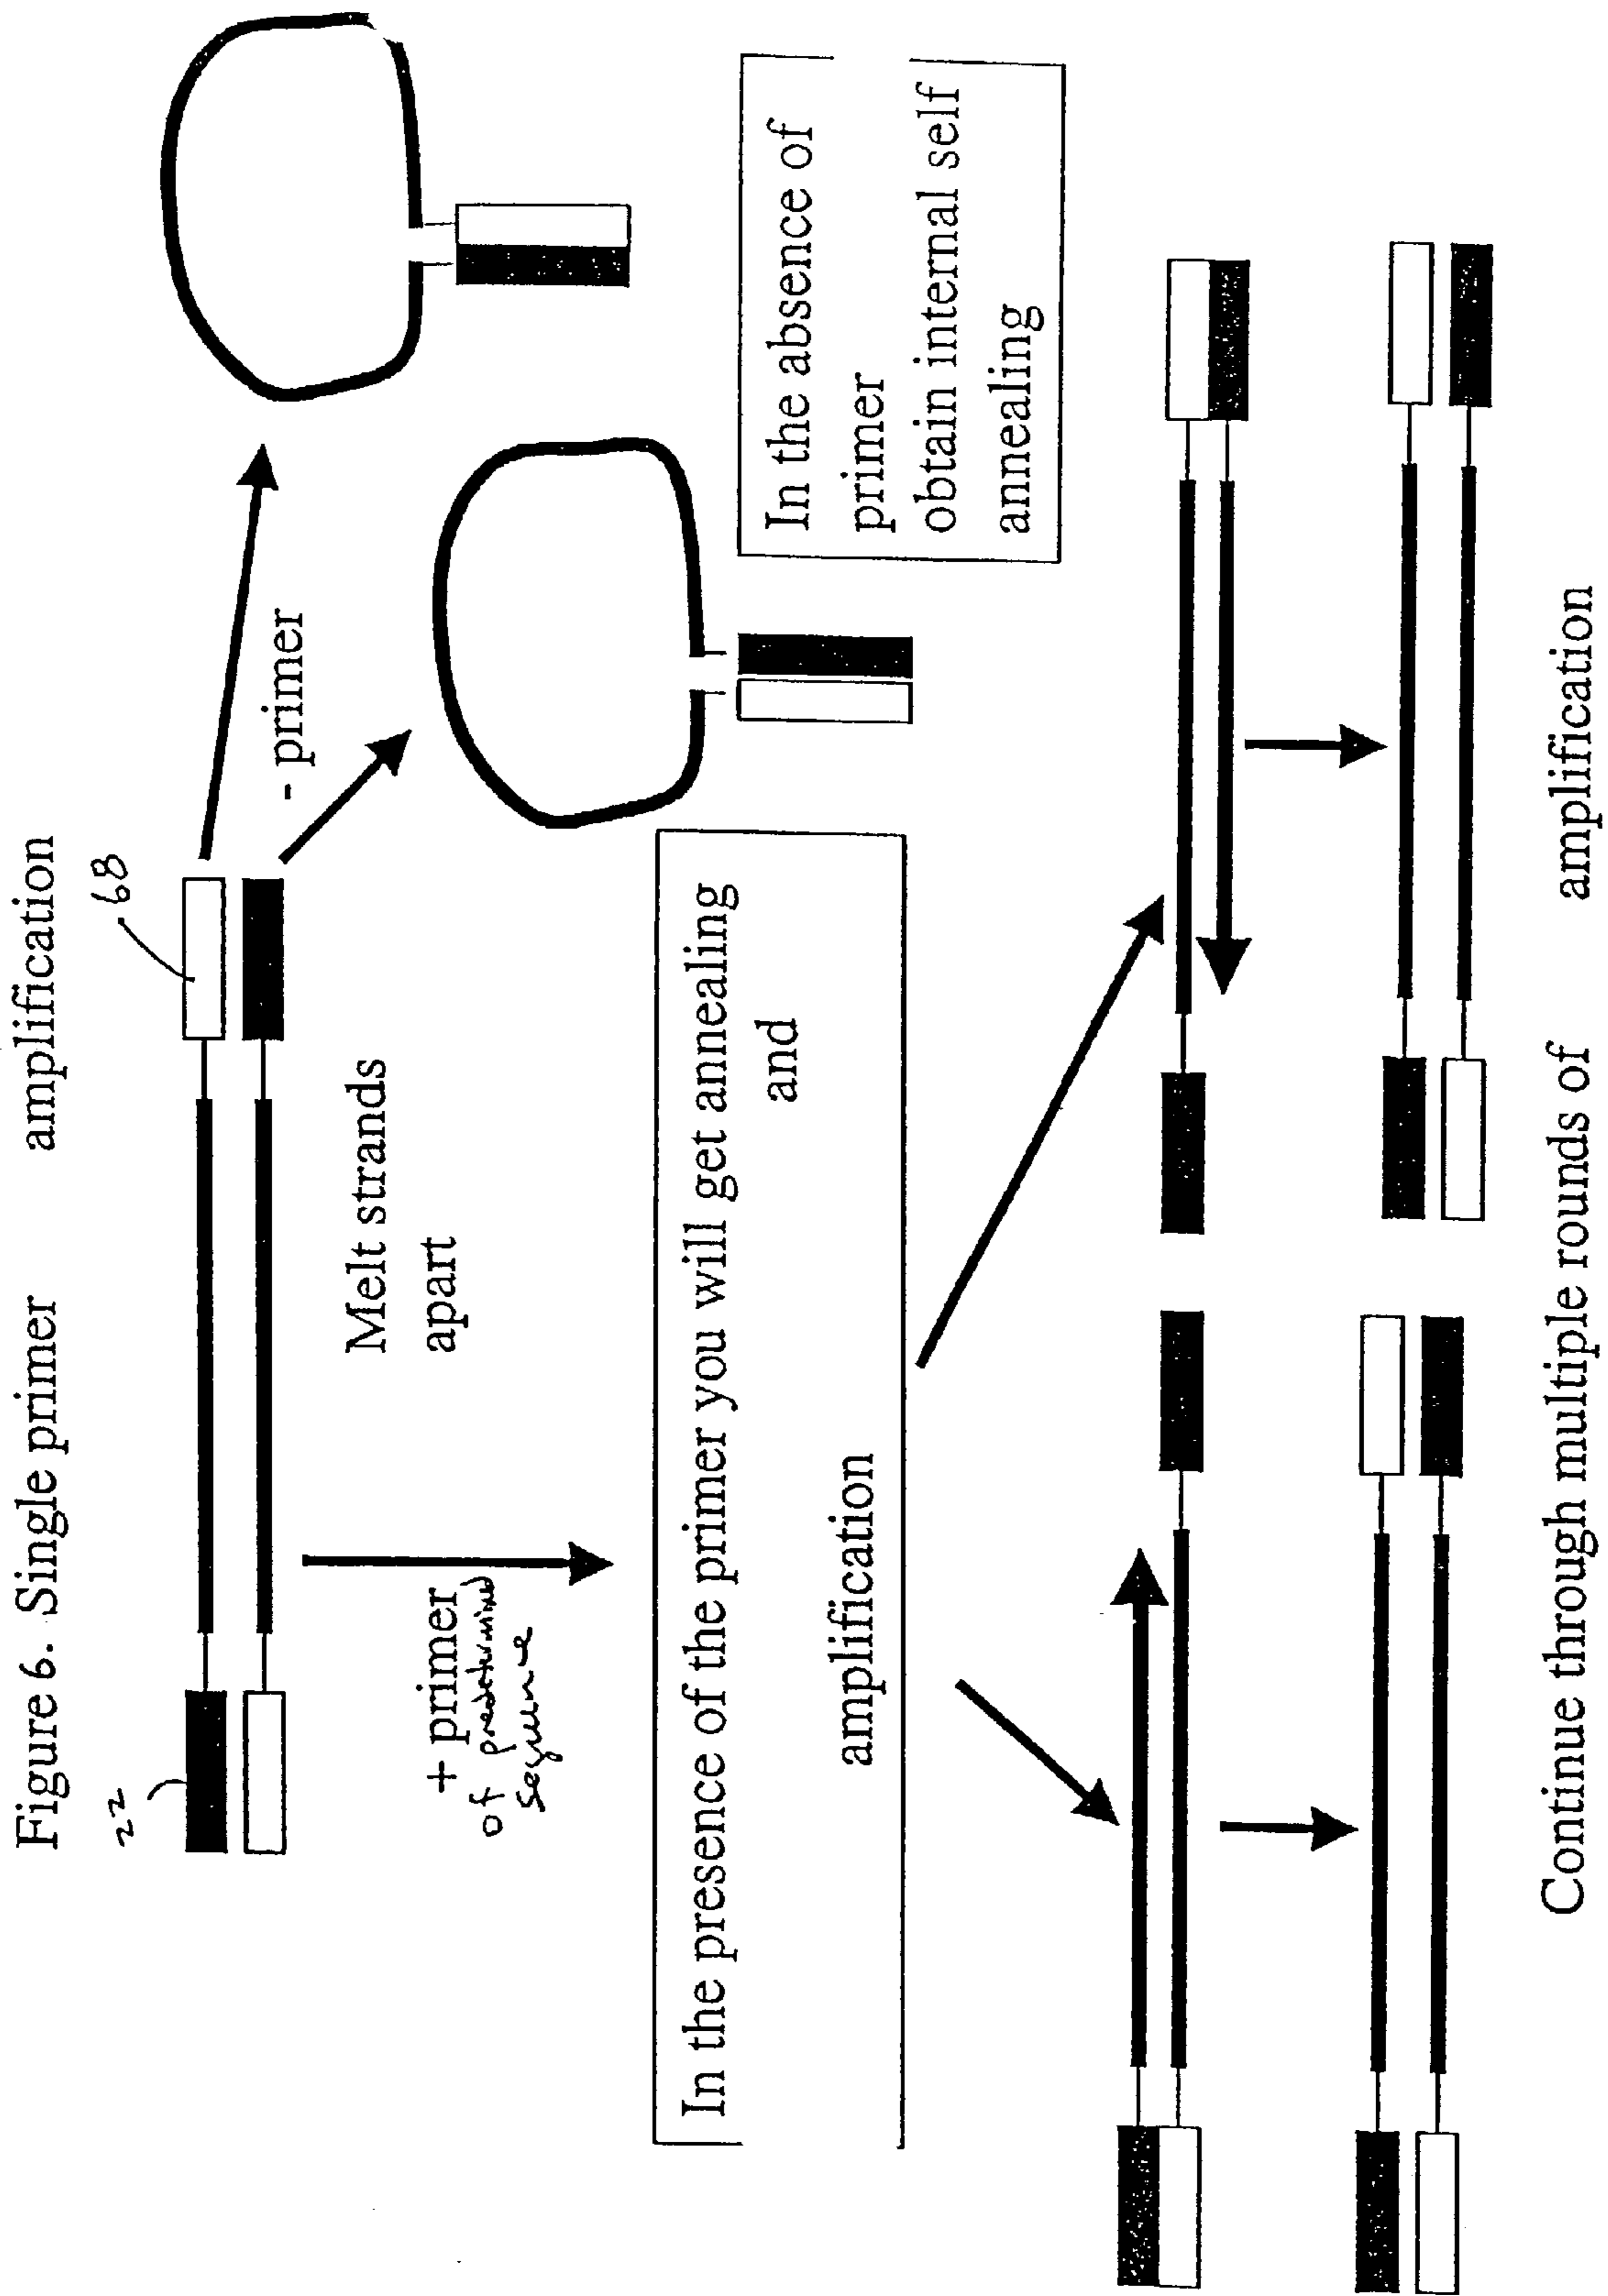 Figure 6. Single primer amplification
22
68
- primer
Melt strands
apart
+ primer
of predetermined
sequence
In the absence of
primer
obtain internal self
annealing
In the presence of the primer you will get annealing
and
amplification
Continue through multiple rounds of amplification